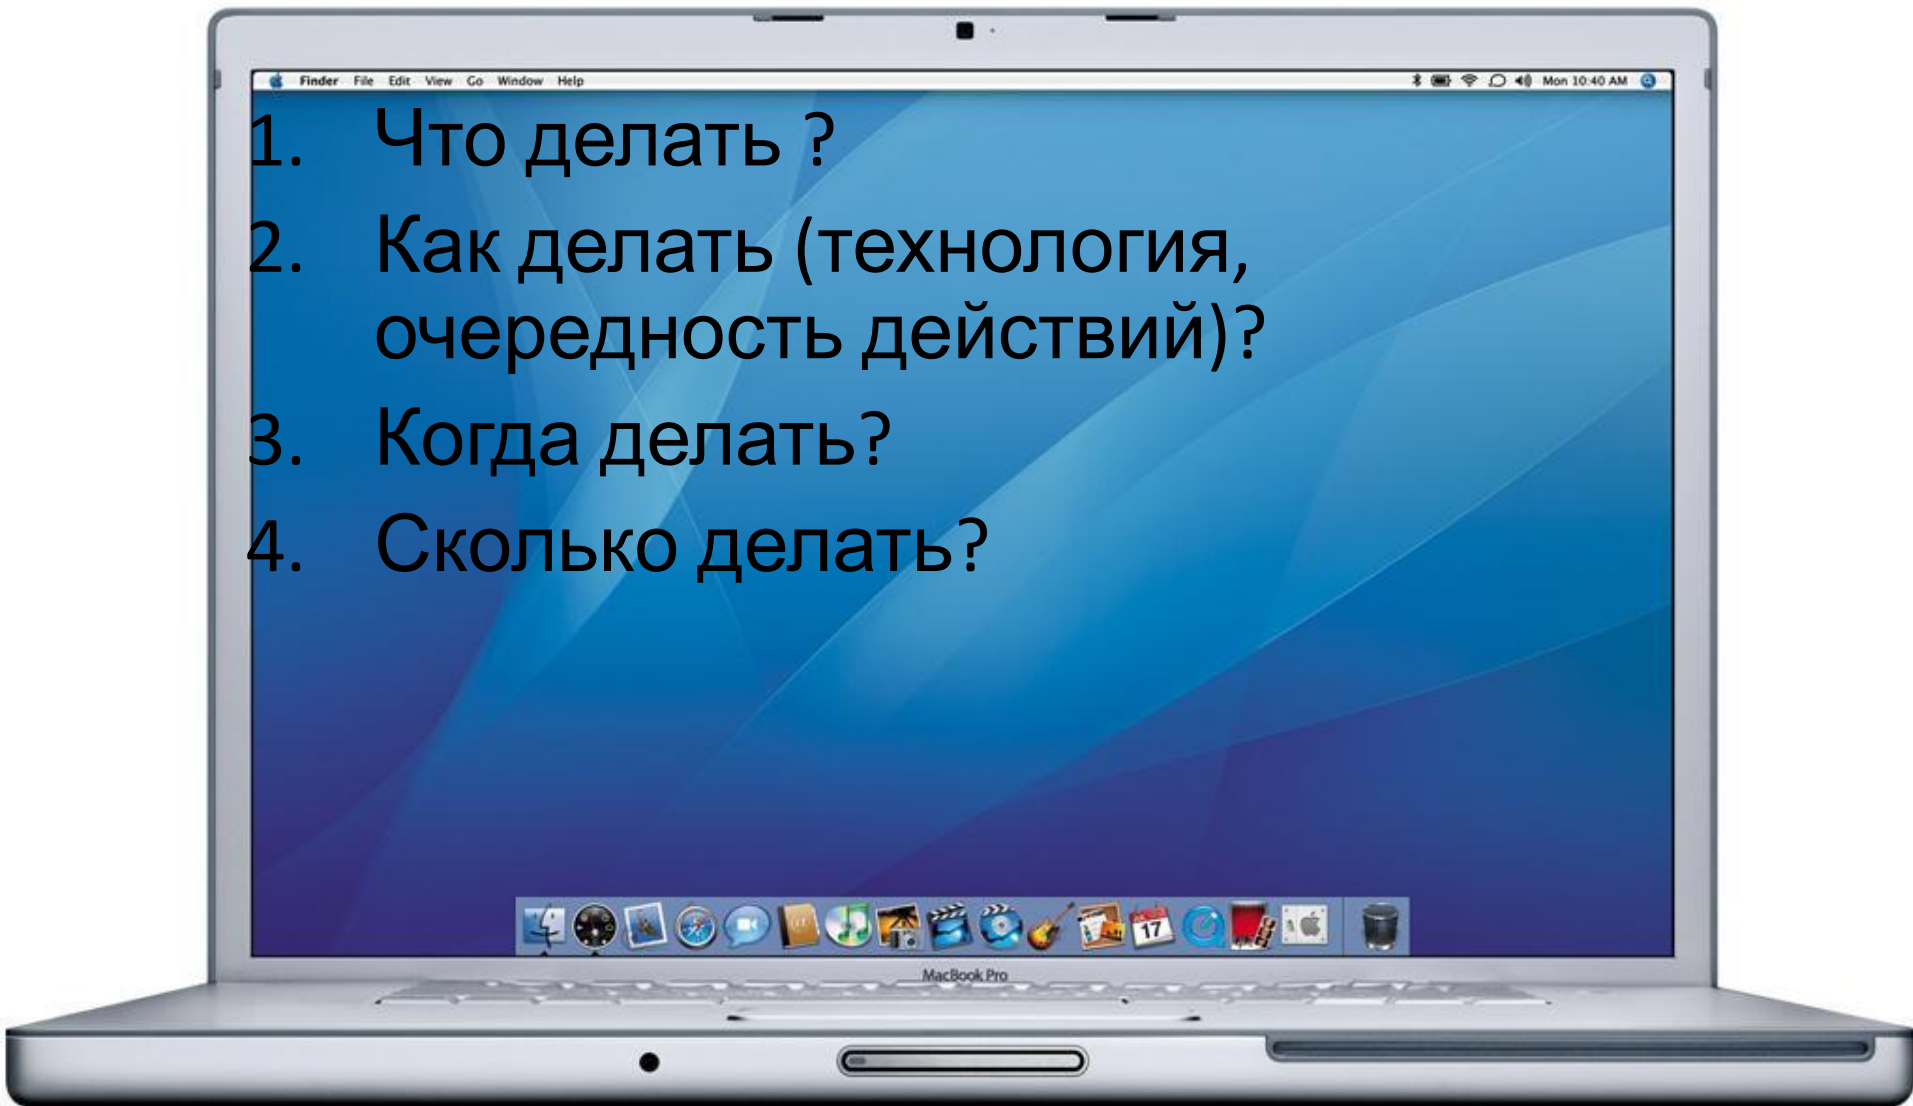 Finder File Edit View Go Window Help
Mon 10:40 AM
1. Что делать ?
2. Как делать (технология,
очередность действий)?
3. Когда делать?
4. Сколько делать?
17
MacBook Pro